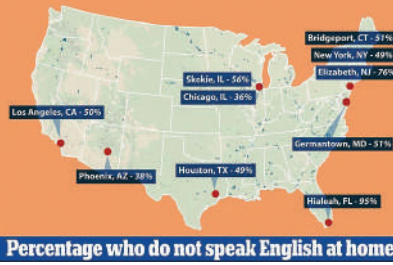 Bridgeport, CT - 51%
New York, NY - 49%
Elizabeth, NJ - 76%
Skokie, IL - 56%
Chicago, IL - 36%
Los Angeles, CA - 50%
Germantown, MD - 51%
Houston, TX - 49%
Phoenix, AZ - 38%
Hialeah, FL - 95%
Percentage who do not speak English at home